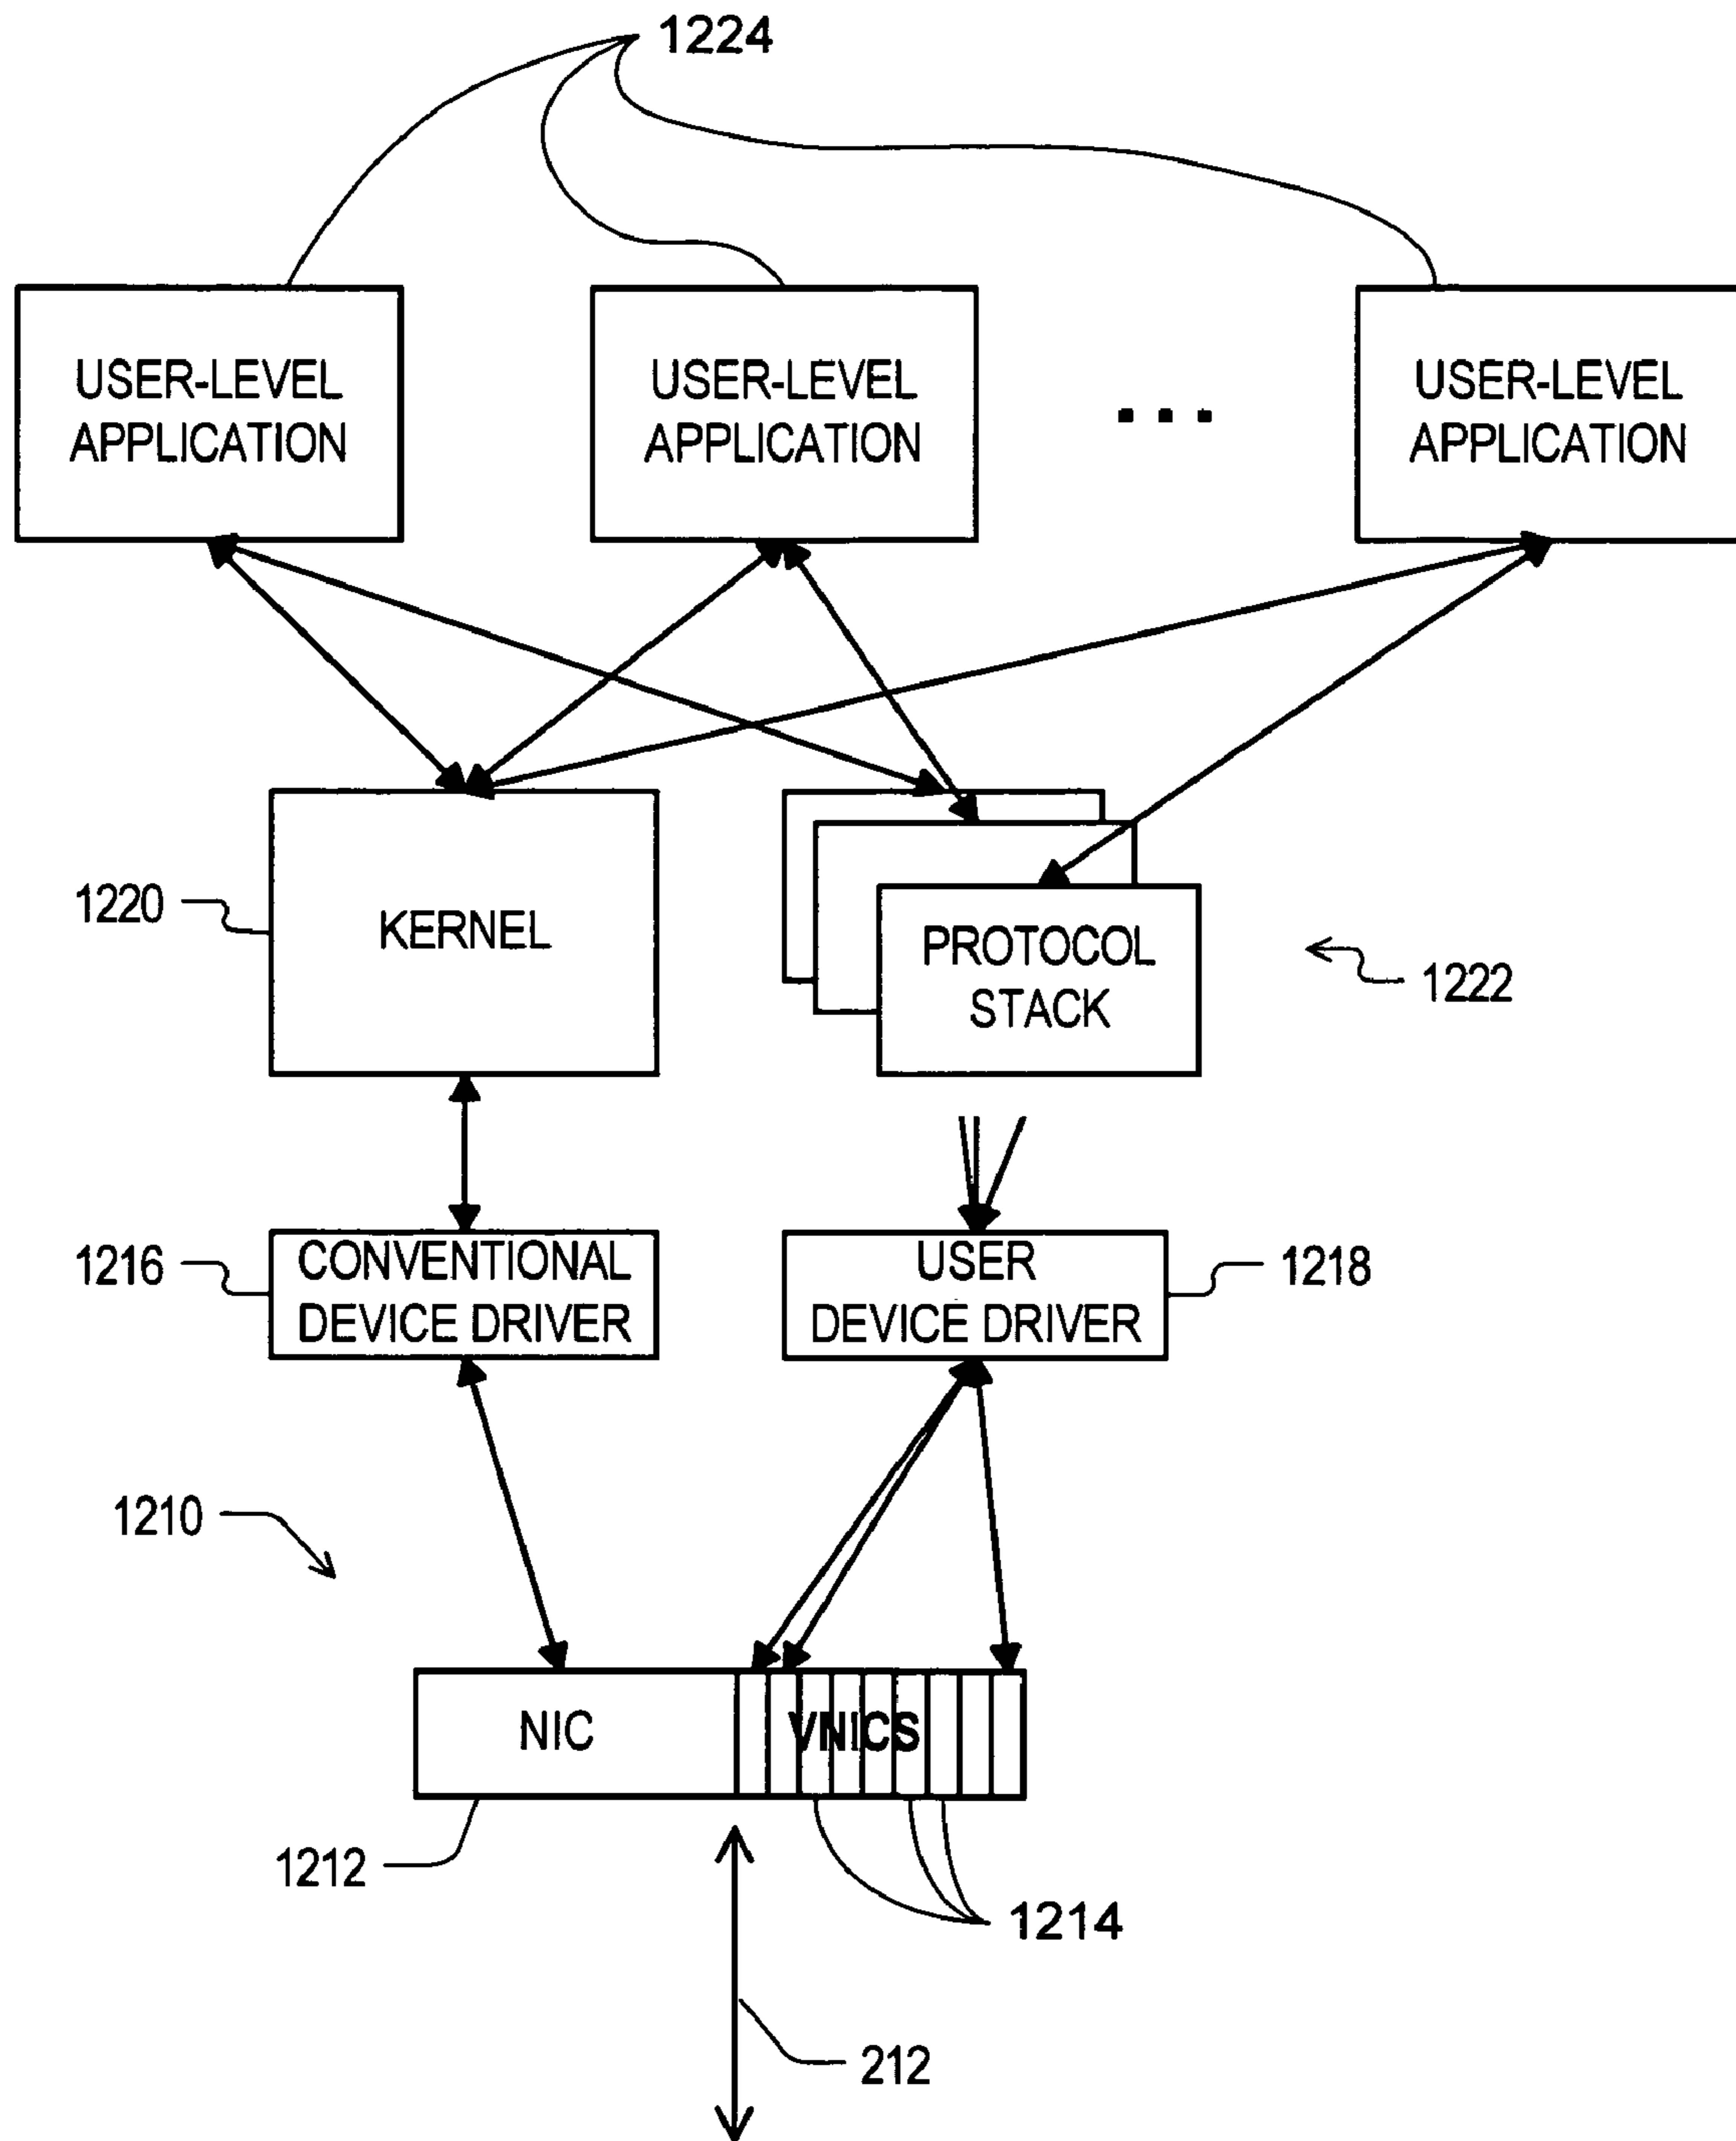 1224
USER-LEVEL
APPLICATION
USER-LEVEL
APPLICATION
...
USER-LEVEL
APPLICATION
1220
KERNEL
PROTOCOL
STACK
1222
1216
CONVENTIONAL
DEVICE DRIVER
USER
DEVICE DRIVER
1218
1210
NIC
VNICS
1212
1214
212